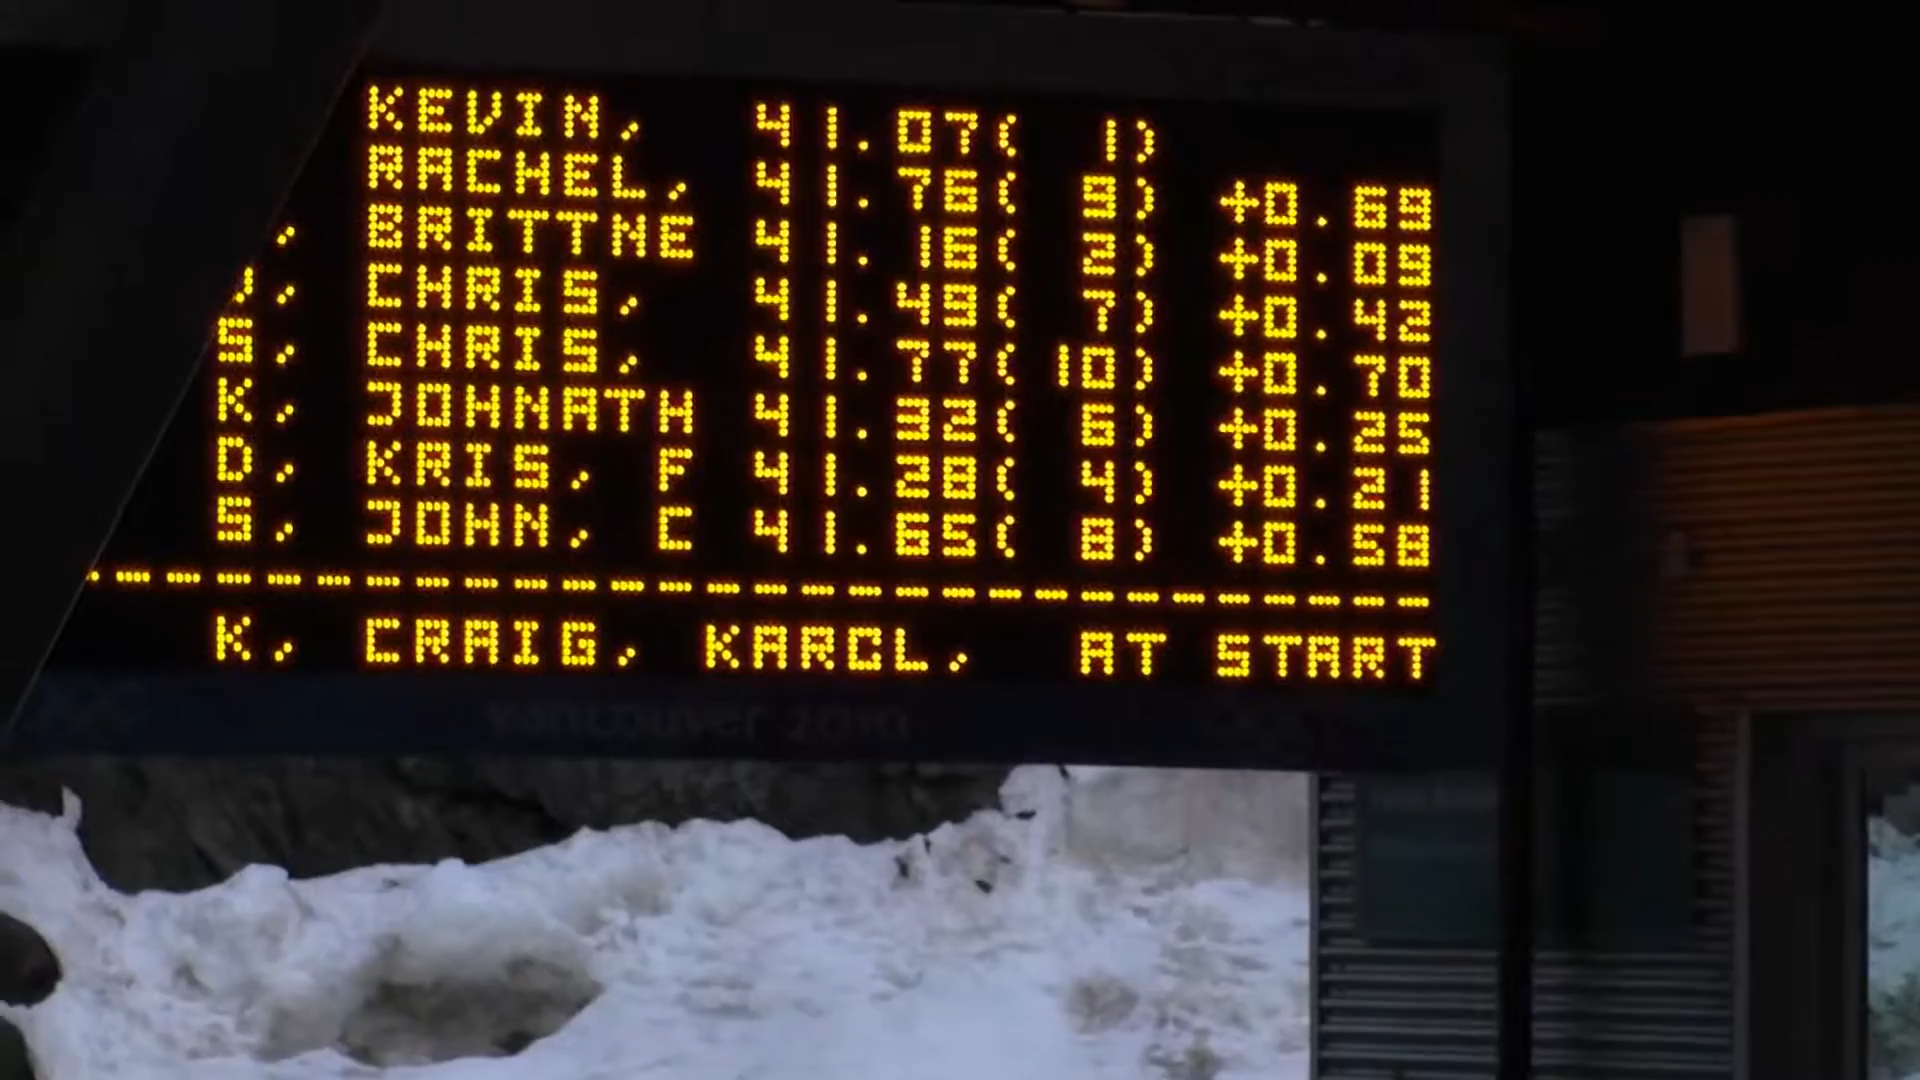 KEVIN, 41.07( 1)
RACHEL, 41.76( 9) +0.69
, BRITTNE 41.16( 2) +0.09
, CHRIS, 41.49( 7) +0.42
S, CHRIS, 41.77( 10) +0.70
K, JOHNATH 41.32( 6) +0.25
D, KRIS, F 41.28( 4) +0.21
S, JOHN, C 41.65( 8) +0.58
K, CRAIG, KAROL, AT START
vancouver 2010